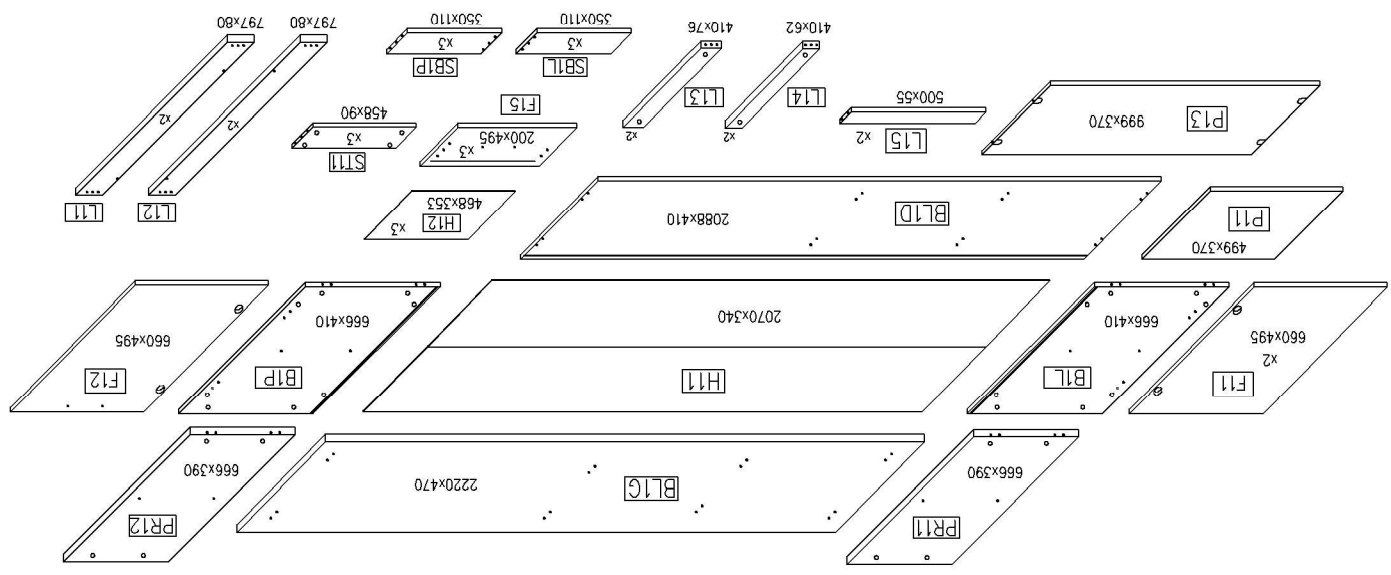 PR12
666x390
BL1G
2220x470
PR11
666x390
F12
660x495
B1P
666x410
H11
2070x340
B1L
666x410
F11
x2
660x495
H12
x3
468x353
BL1D
2088x410
P11
499x370
L11
x2
797x80
L12
x2
797x80
ST11
x3
458x90
F15
x3
200x495
SB1P
x3
350x110
SB1L
x3
350x110
L13
x2
410x76
L14
x2
410x62
L15
x2
500x55
P13
999x370